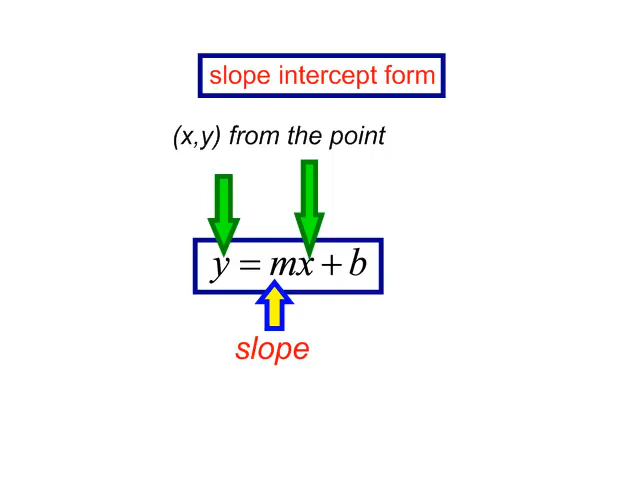 slope intercept form
(x,y) from the point
y = mx + b
slope